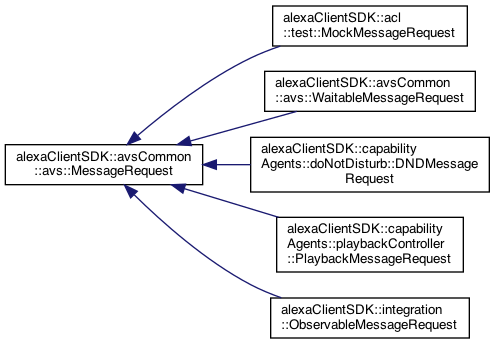 alexaClientSDK::acl
::test::MockMessageRequest
alexaClientSDK::avsCommon
::avs::WaitableMessageRequest
alexaClientSDK::capability
Agents::doNotDisturb::DNDMessage
Request
alexaClientSDK::avsCommon
::avs::MessageRequest
alexaClientSDK::capability
Agents::playbackController
::PlaybackMessageRequest
alexaClientSDK::integration
::ObservableMessageRequest